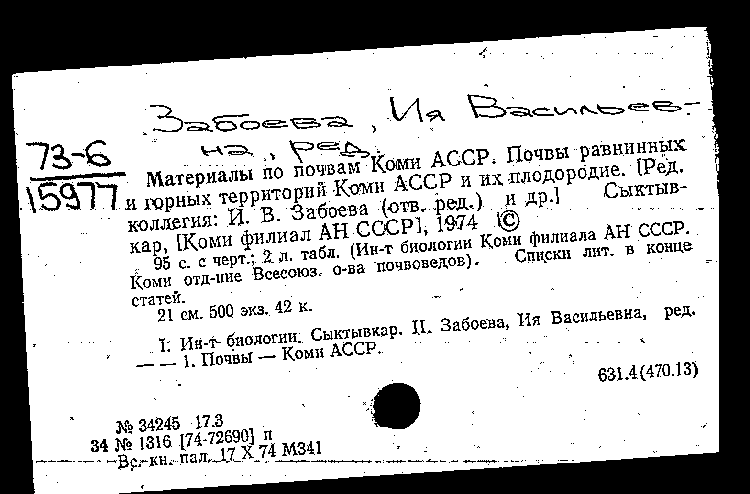 Забоева, Ия Васильев-
на, ред.
73-6
15977
Материалы по почвам Коми АССР. Почвы равнинных
и горных территорий Коми АССР и их плодородие. [Ред.
коллегия: И. В. Забоева (отв. ред.) и др.] Сыктыв-
кар, [Коми филиал АН СССР], 1974 ©
95 с. с черт.; 2 л. табл. (Ин-т биологии Коми филиала АН СССР.
Коми отд-ние Всесоюз. о-ва почвоведов). Списки лит. в конце
статей.
21 см. 500 экз. 42 к.
I. Ин-т биологии. Сыктывкар. II. Забоева, Ия Васильевна, ред.
— — 1. Почвы — Коми АССР.
631.4(470.13)
№ 34245 17.3
34 № 1316 [74-72690] п
Вс. кн. пал. 17 X 74 М341